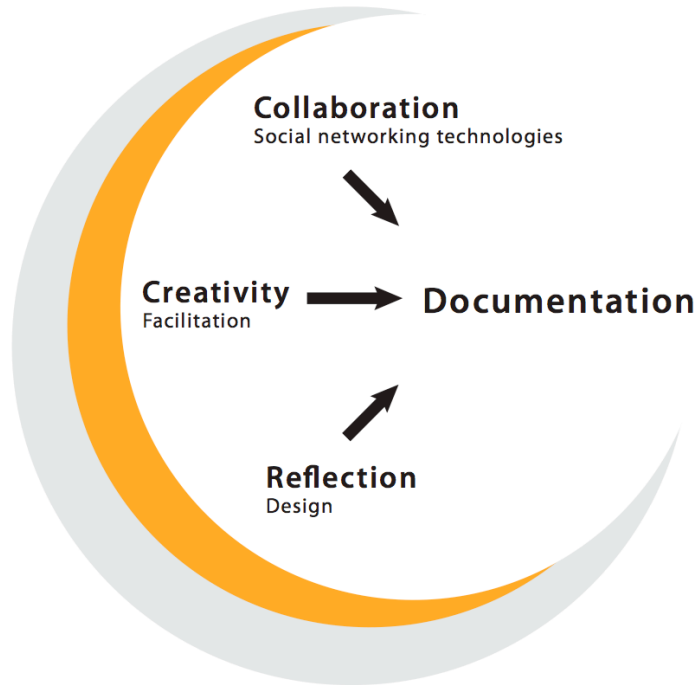 Collaboration
Social networking technologies
Creativity
Facilitation
Documentation
Reflection
Design